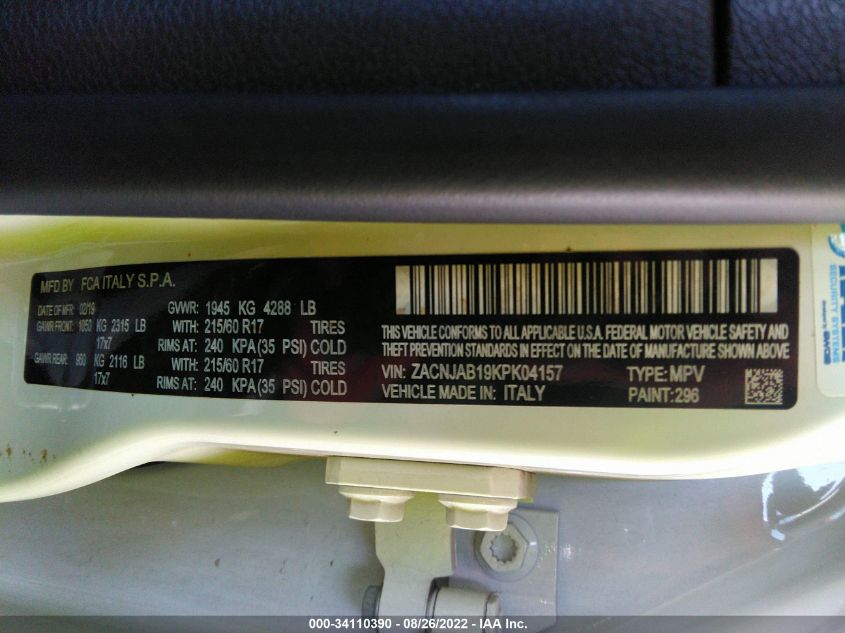 MFD BY FCA ITALY S.P.A.
DATE OF MFR: 02/19 GVWR: 1945 KG 4288 LB
GAWR FRONT: 1050 KG 2315 LB WITH: 215/60 R17 TIRES
17x7 RIMS AT: 240 KPA(35 PSI) COLD
GAWR REAR: 960 KG 2116 LB WITH: 215/60 R17 TIRES
17x7 RIMS AT: 240 KPA(35 PSI) COLD
THIS VEHICLE CONFORMS TO ALL APPLICABLE U.S.A. FEDERAL MOTOR VEHICLE SAFETY AND
THEFT PREVENTION STANDARDS IN EFFECT ON THE DATE OF MANUFACTURE SHOWN ABOVE.
VIN: ZACNJAB19KPK04157 TYPE: MPV
VEHICLE MADE IN ITALY PAINT:296
SECURITY SYSTEMS
000-34110390 - 08/26/2022 - IAA Inc.